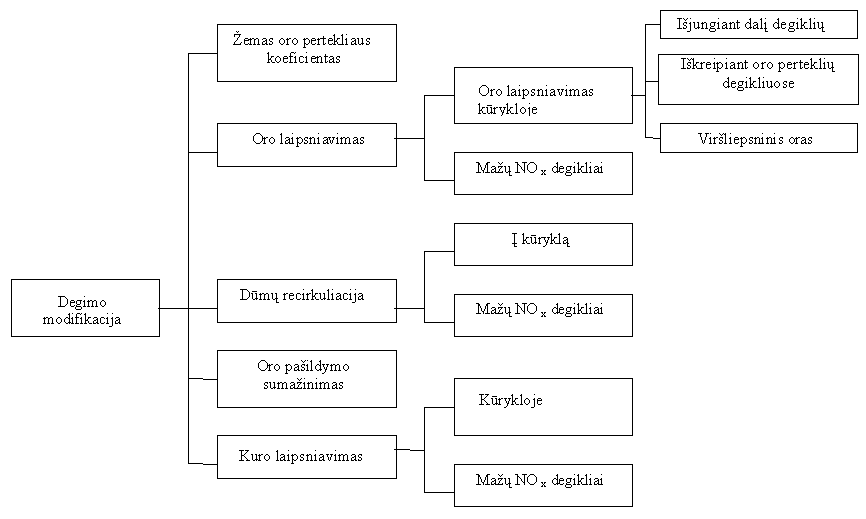 Žemas oro pertekliaus
koeficientas
Oro laipsniavimas
Oro laipsniavimas
kūrykloje
Išjungiant dalį degiklių
Iškreipiant oro perteklių
degikliuose
Viršliepsninis oras
Mažų NO x degikliai
Degimo
modifikacija
Dūmų recirkuliacija
Į kūryklą
Mažų NO x degikliai
Oro pašildymo
sumažinimas
Kuro laipsniavimas
Kūrykloje
Mažų NO x degikliai